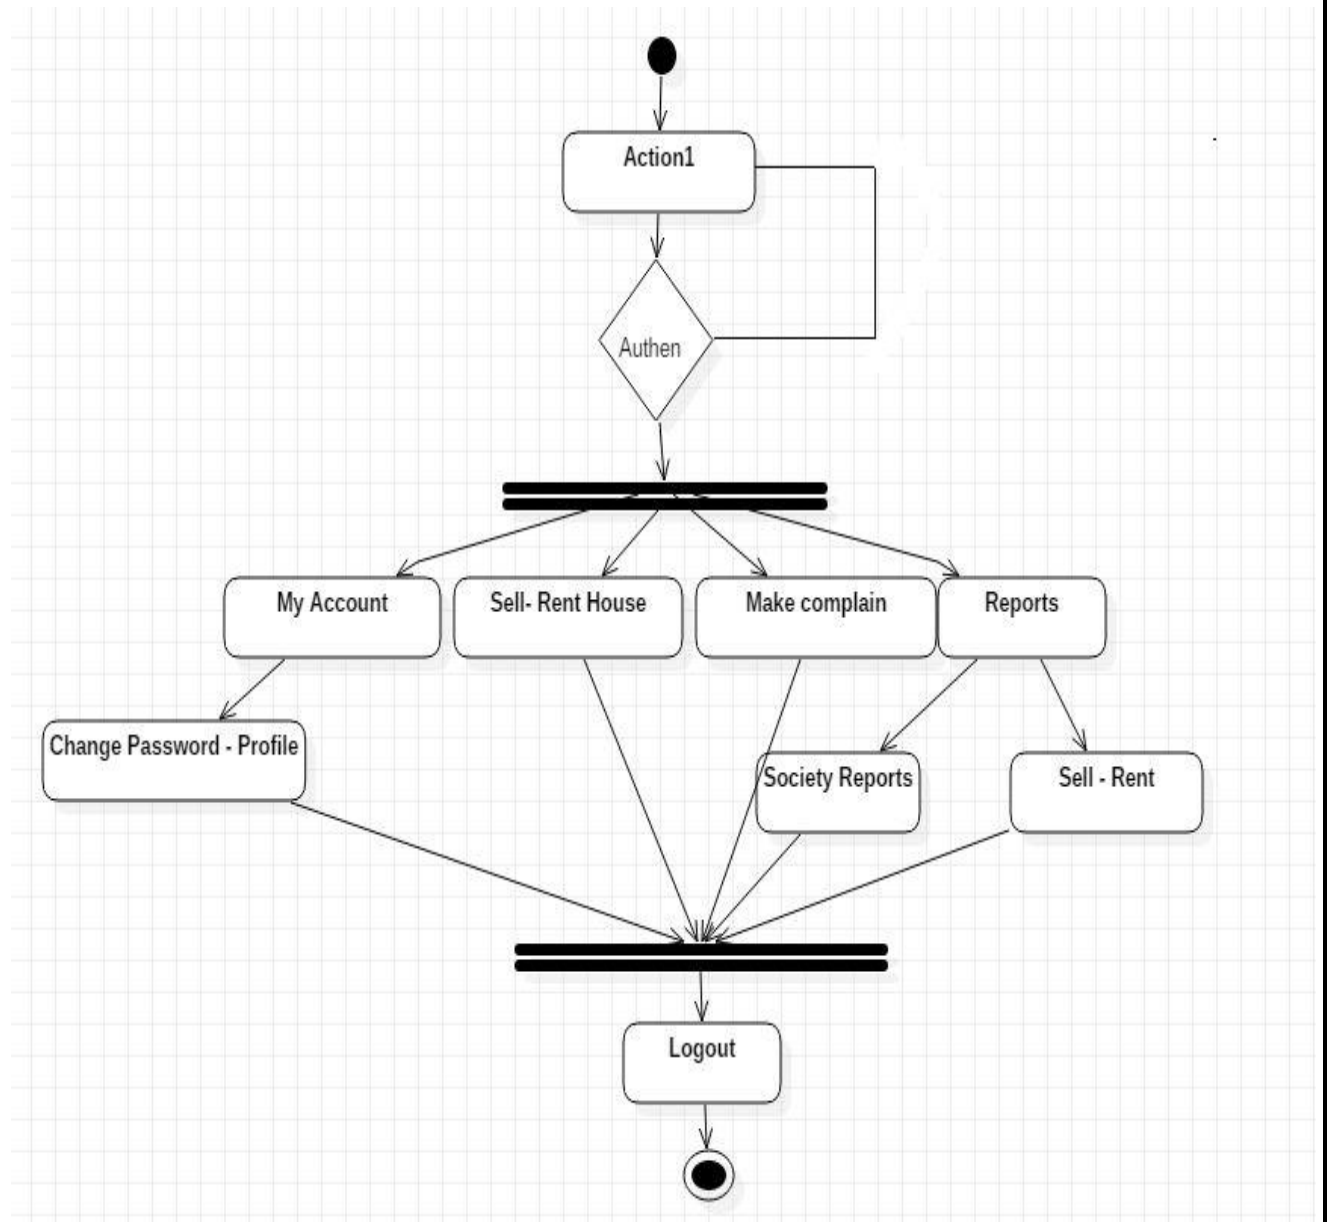 Action1
Authen
My Account
Sell- Rent House
Make complain
Reports
Change Password - Profile
Society Reports
Sell - Rent
Logout